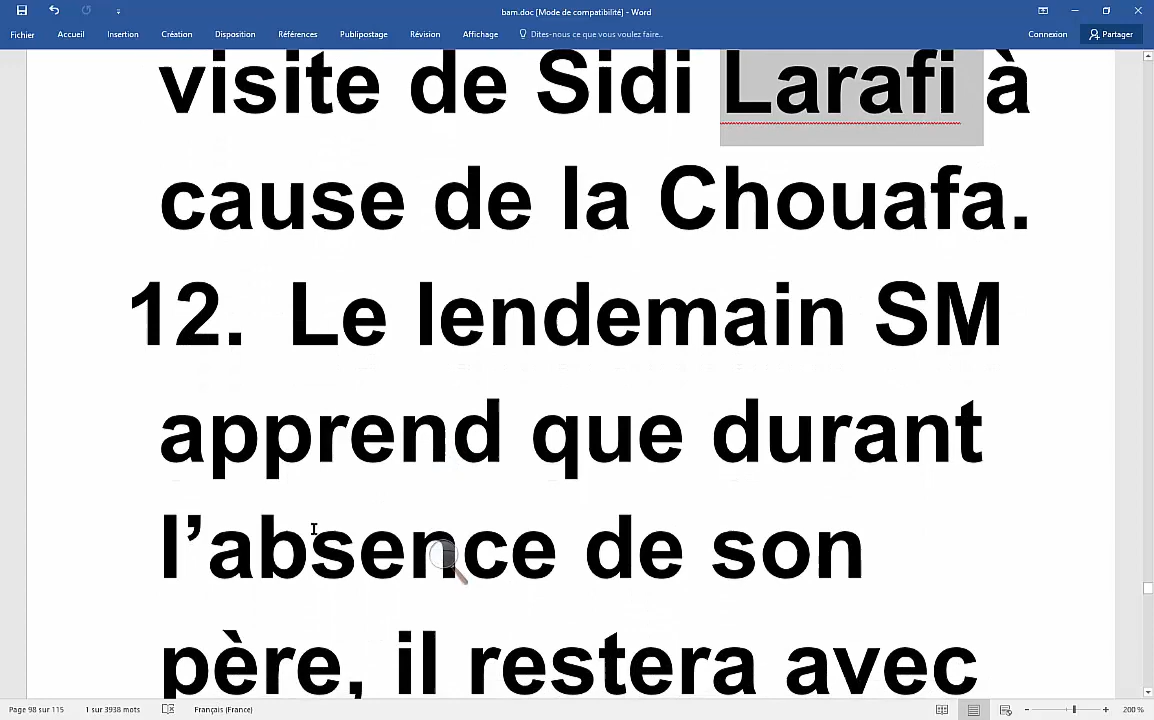 bam.doc [Mode de compatibilité] - Word
Fichier Accueil Insertion Création Disposition Références Publipostage Révision Affichage Dites-nous ce que vous voulez faire.. Connexion Partager
visite de Sidi Larafi à
cause de la Chouafa.
12. Le lendemain SM
apprend que durant
l’absence de son
père, il restera avec
Page 98 sur 115 1 sur 3938 mots Français (France) 200 %